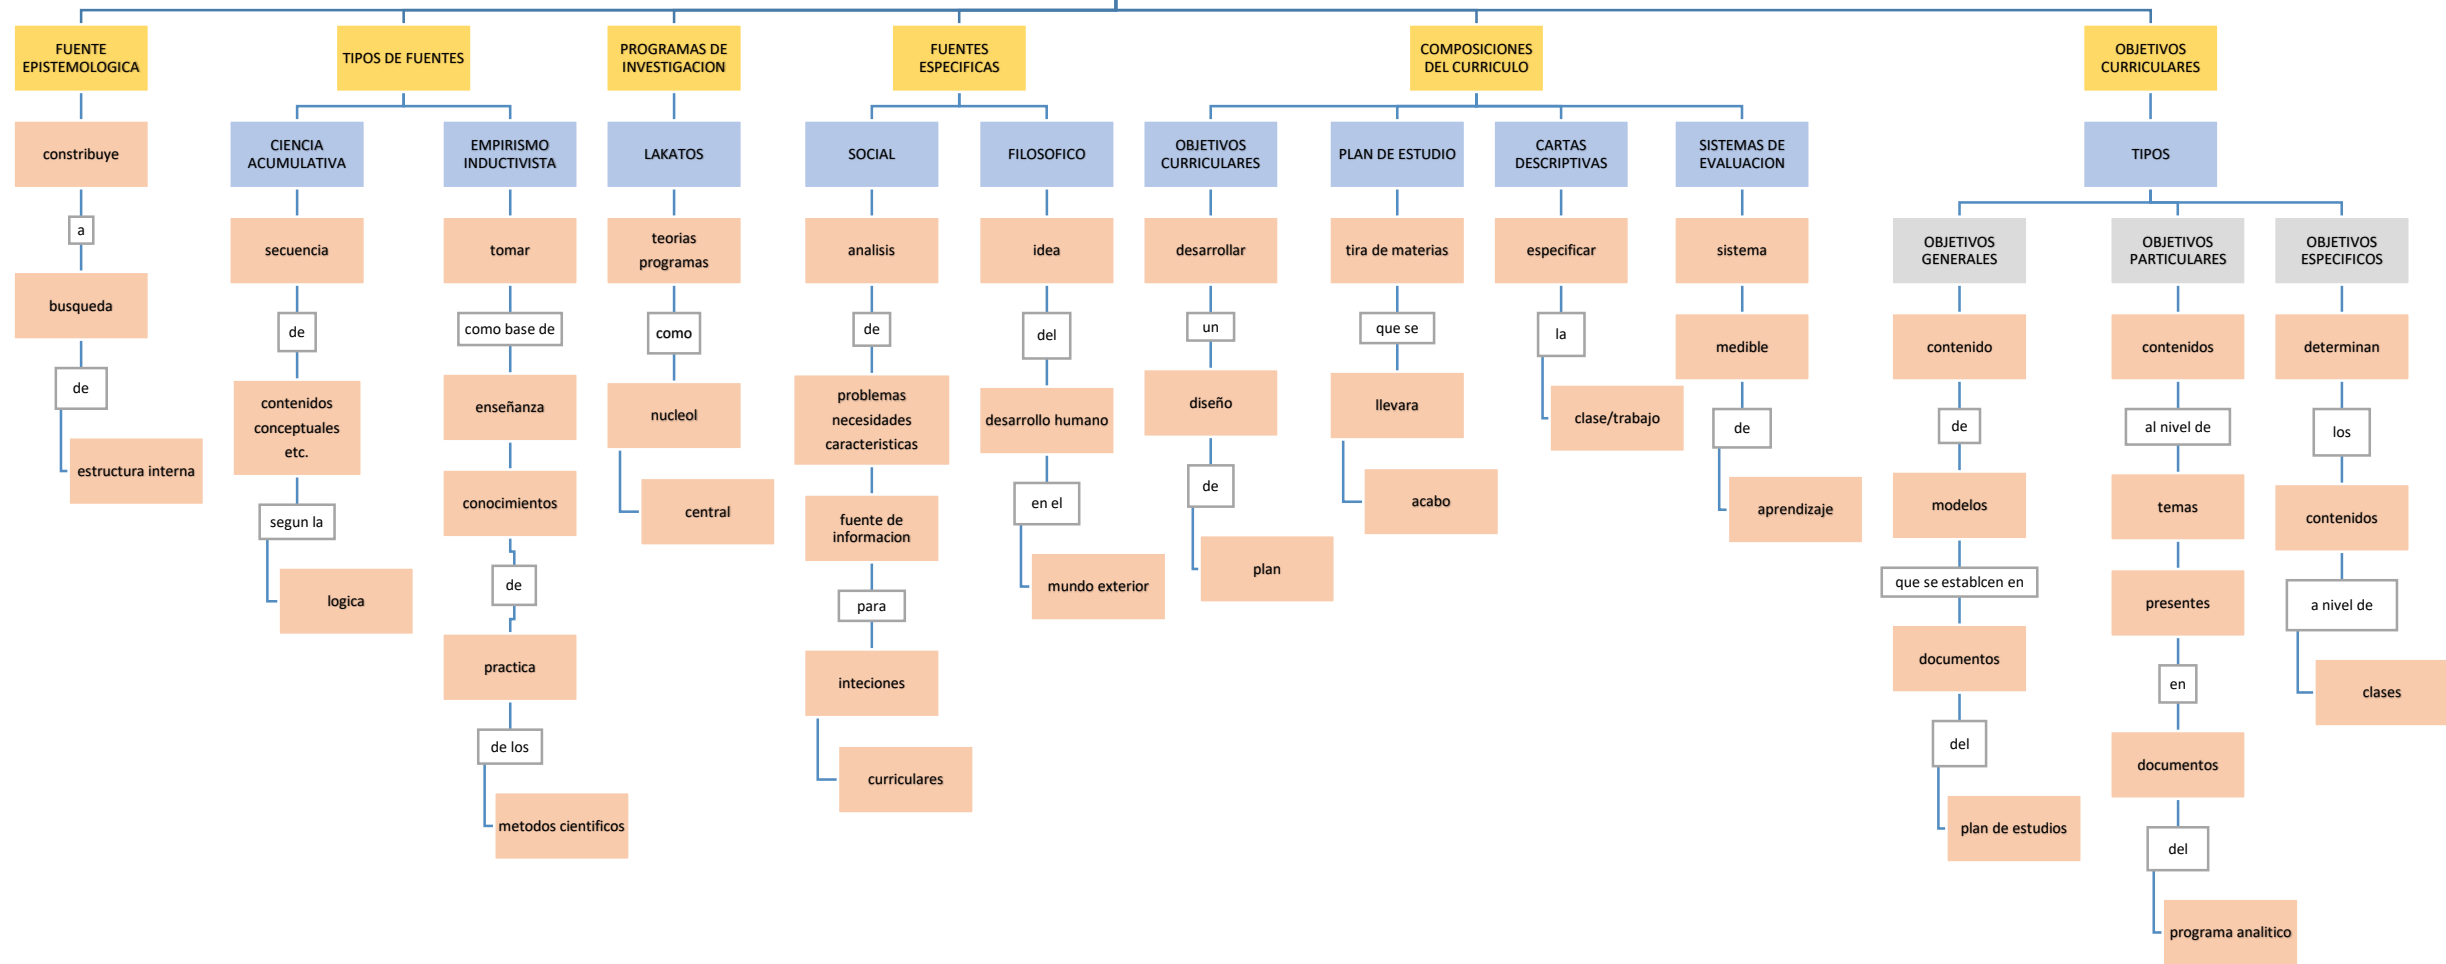 FUENTE
EPISTEMOLOGICA
constribuye
a
busqueda
de
estructura interna
TIPOS DE FUENTES
CIENCIA
ACUMULATIVA
secuencia
de
contenidos
conceptuales
etc.
segun la
logica
EMPIRISMO
INDUCTIVISTA
tomar
como base de
enseñanza
conocimientos
de
practica
de los
metodos cientificos
PROGRAMAS DE
INVESTIGACION
LAKATOS
teorias
programas
como
nucleol
central
FUENTES
ESPECIFICAS
SOCIAL
analisis
de
problemas
necesidades
caracteristicas
fuente de
informacion
para
inteciones
curriculares
FILOSOFICO
idea
del
desarrollo humano
en el
mundo exterior
COMPOSICIONES
DEL CURRICULO
OBJETIVOS
CURRICULARES
desarrollar
un
diseño
de
plan
PLAN DE ESTUDIO
tira de materias
que se
llevara
acabo
CARTAS
DESCRIPTIVAS
especificar
la
clase/trabajo
SISTEMAS DE
EVALUACION
sistema
medible
de
aprendizaje
OBJETIVOS
CURRICULARES
TIPOS
OBJETIVOS
GENERALES
contenido
de
modelos
que se establcen en
documentos
del
plan de estudios
OBJETIVOS
PARTICULARES
contenidos
al nivel de
temas
presentes
en
documentos
del
programa analitico
OBJETIVOS
ESPECIFICOS
determinan
los
contenidos
a nivel de
clases